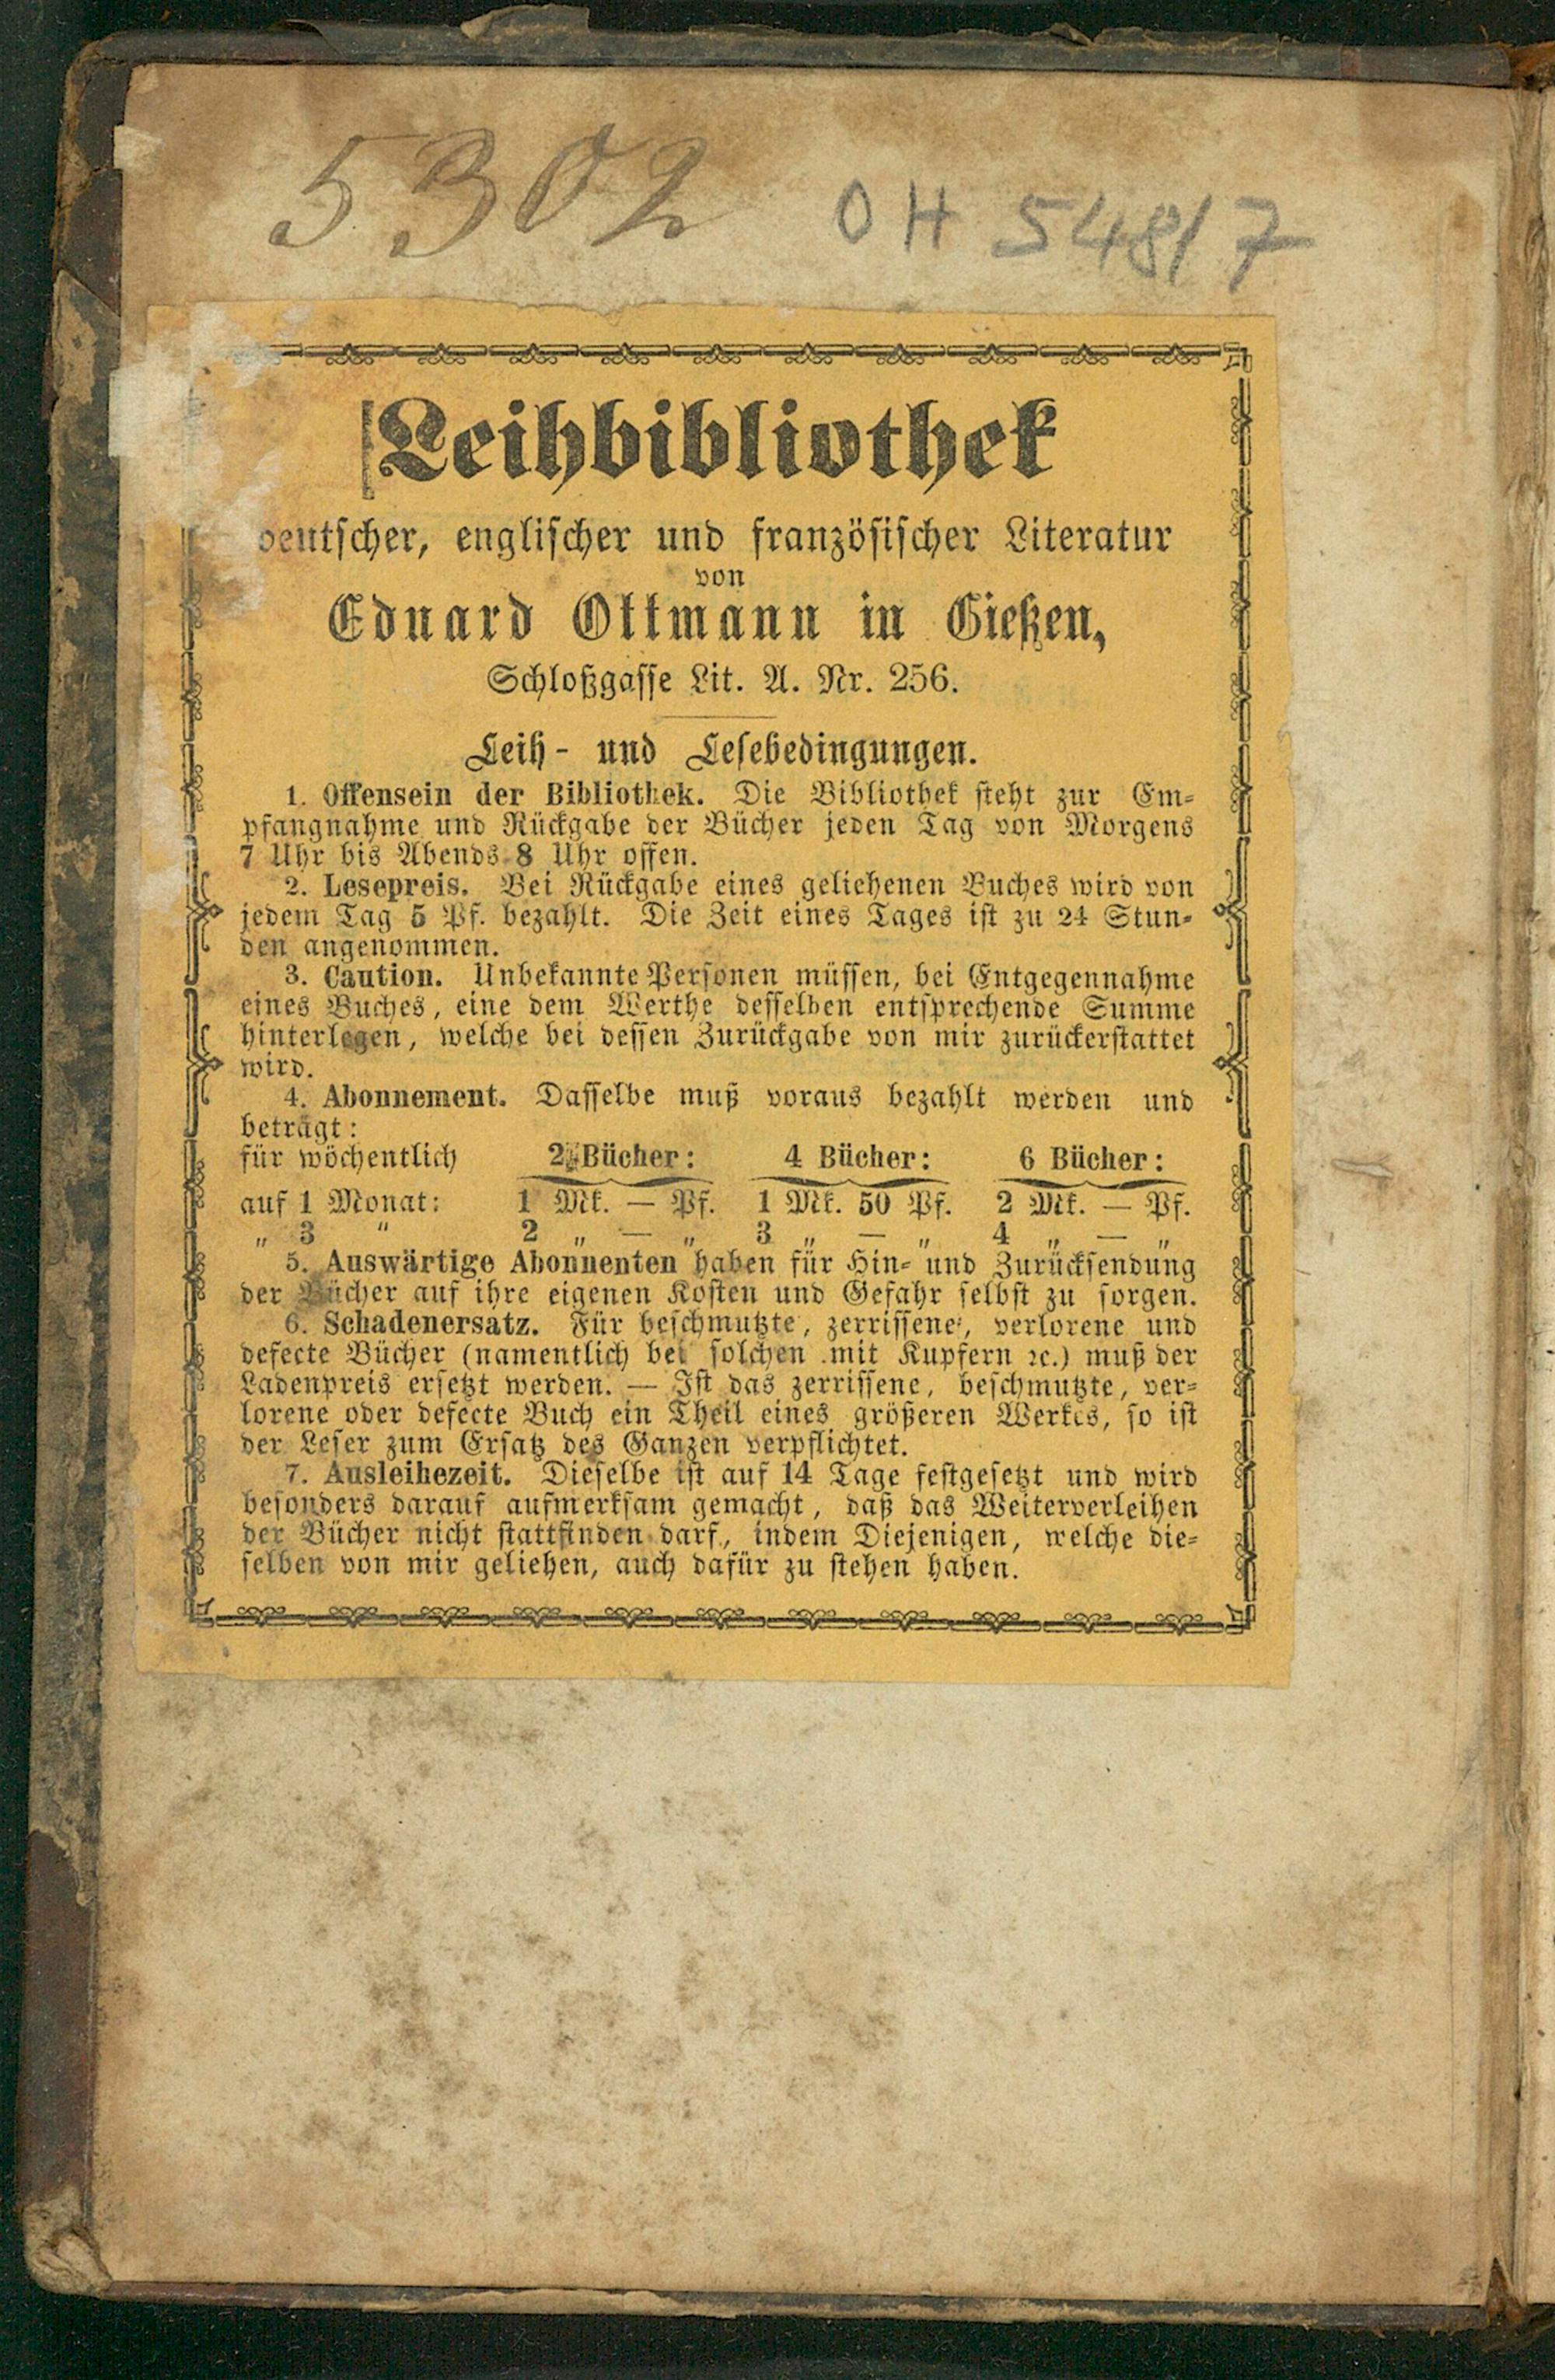 5302 OH 548/7
Leihbibliothek
deutscher, englischer und französischer Literatur
von
Eduard Ottmann in Gießen,
Schloßgasse Lit. A. Nr. 256.
Leih- und Lesebedingungen.
1. Offensein der Bibliothek. Die Bibliothek steht zur Em-
pfangnahme und Rückgabe der Bücher jeden Tag von Morgens
7 Uhr bis Abends 8 Uhr offen.
2. Lesepreis. Bei Rückgabe eines geliehenen Buches wird von
jedem Tag 5 Pf. bezahlt. Die Zeit eines Tages ist zu 24 Stun-
den angenommen.
3. Caution. Unbekannte Personen müssen, bei Entgegennahme
eines Buches, eine dem Werthe desselben entsprechende Summe
hinterlegen, welche bei dessen Zurückgabe von mir zurückerstattet
wird.
4. Abonnement. Dasselbe muß voraus bezahlt werden und
beträgt:
für wöchentlich 2 Bücher: 4 Bücher: 6 Bücher:
auf 1 Monat: 1 Mk. — Pf. 1 Mk. 50 Pf. 2 Mk. — Pf.
„ 3 „ 2 „ — „ 3 „ — „ 4 „ — „
5. Auswärtige Abonnenten haben für Hin- und Zurücksendung
der Bücher auf ihre eigenen Kosten und Gefahr selbst zu sorgen.
6. Schadenersatz. Für beschmutzte, zerrissene, verlorene und
defecte Bücher (namentlich bei solchen mit Kupfern ꝛc.) muß der
Ladenpreis ersetzt werden. — Ist das zerrissene, beschmutzte, ver-
lorene oder defecte Buch ein Theil eines größeren Werkes, so ist
der Leser zum Ersatz des Ganzen verpflichtet.
7. Ausleihezeit. Dieselbe ist auf 14 Tage festgesetzt und wird
besonders darauf aufmerksam gemacht, daß das Weiterverleihen
der Bücher nicht stattfinden darf, indem Diejenigen, welche die-
selben von mir geliehen, auch dafür zu stehen haben.